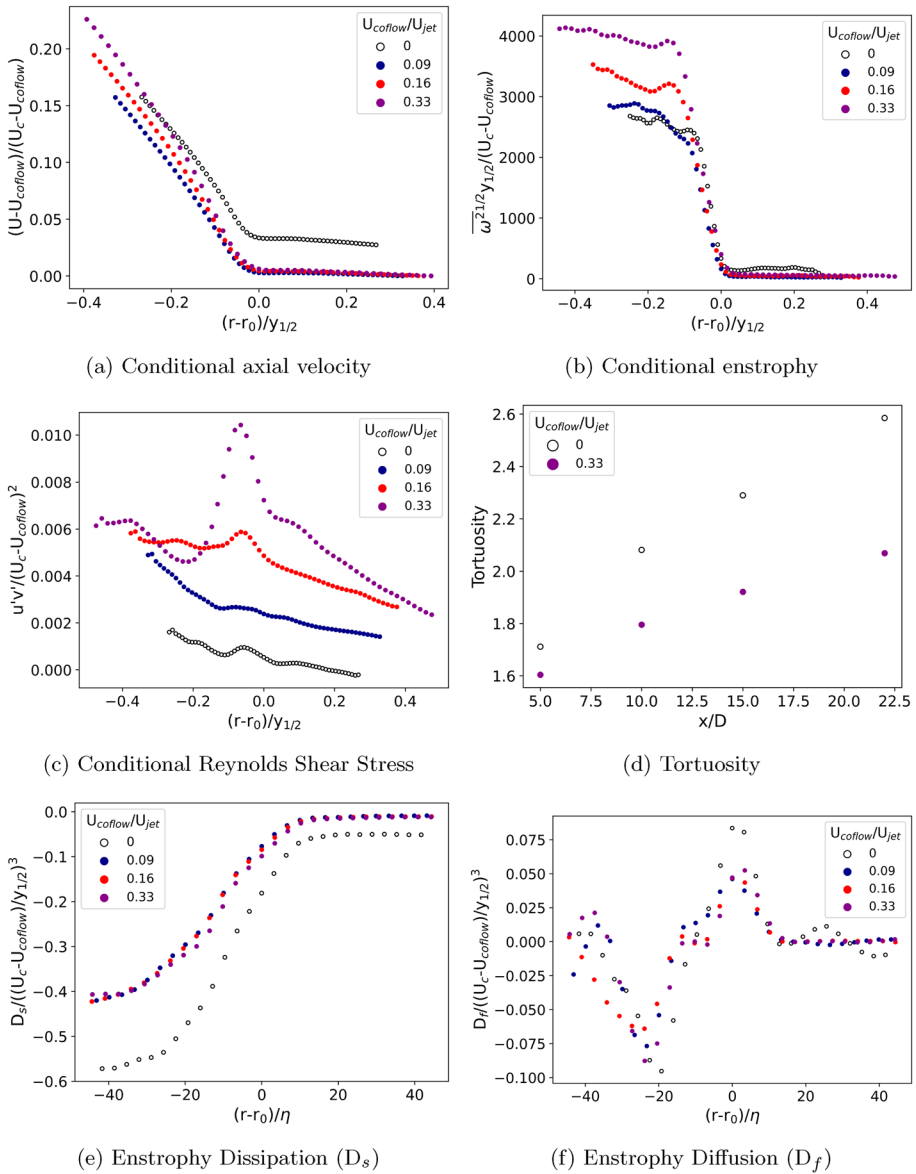 U_coflow/U_jet
0
0.09
0.16
0.33
(U-U_coflow)/(U_c-U_coflow)
0.20
0.15
0.10
0.05
0.00
−0.4 −0.2 0.0 0.2 0.4
(r-r_0)/y_1/2
(a) Conditional axial velocity
U_coflow/U_jet
0
0.09
0.16
0.33
ω^21/2 y_1/2/(U_c-U_coflow)
4000
3000
2000
1000
0
−0.4 −0.2 0.0 0.2 0.4
(r-r_0)/y_1/2
(b) Conditional enstrophy
U_coflow/U_jet
0
0.09
0.16
0.33
u'v'/(U_c-U_coflow)^2
0.010
0.008
0.006
0.004
0.002
0.000
−0.4 −0.2 0.0 0.2 0.4
(r-r_0)/y_1/2
(c) Conditional Reynolds Shear Stress
U_coflow/U_jet
0
0.33
Tortuosity
2.6
2.4
2.2
2.0
1.8
1.6
5.0 7.5 10.0 12.5 15.0 17.5 20.0 22.5
x/D
(d) Tortuosity
U_coflow/U_jet
0
0.09
0.16
0.33
D_s/((U_c-U_coflow)/y_1/2)^3
0.0
−0.1
−0.2
−0.3
−0.4
−0.5
−0.6
−40 −20 0 20 40
(r-r_0)/η
(e) Enstrophy Dissipation (D_s)
U_coflow/U_jet
0
0.09
0.16
0.33
D_f/((U_c-U_coflow)/y_1/2)^3
0.075
0.050
0.025
0.000
−0.025
−0.050
−0.075
−0.100
−40 −20 0 20 40
(r-r_0)/η
(f) Enstrophy Diffusion (D_f)